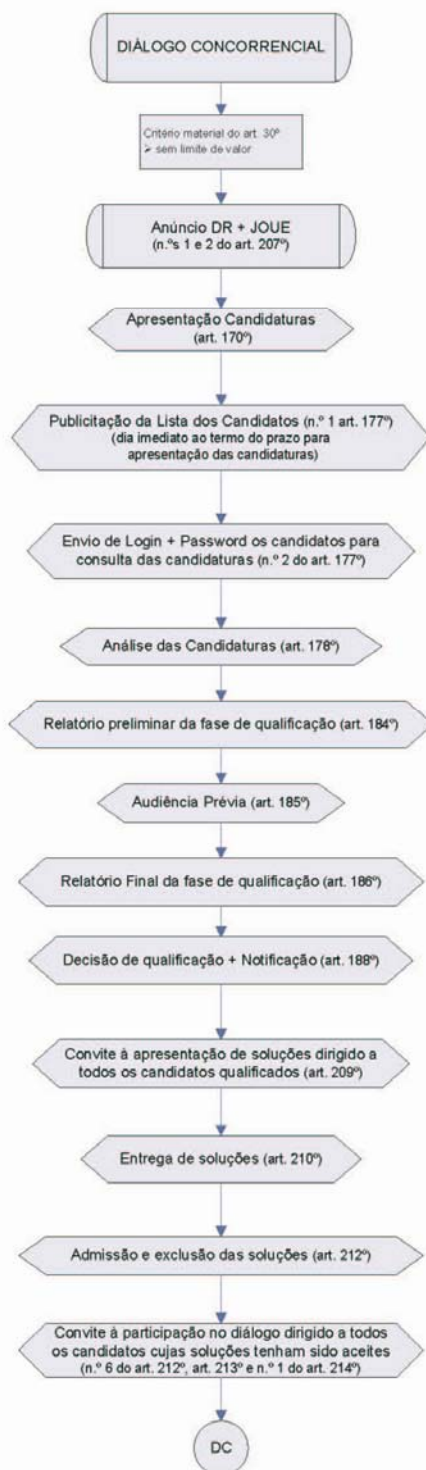 DIÁLOGO CONCORRENCIAL
Critério material do art. 30º
➢ sem limite de valor
Anúncio DR + JOUE
(n.ºs 1 e 2 do art. 207º)
Apresentação Candidaturas
(art. 170º)
Publicitação da Lista dos Candidatos (n.º 1 art. 177º)
(dia imediato ao termo do prazo para
apresentação das candidaturas)
Envio de Login + Password os candidatos para
consulta das candidaturas (n.º 2 do art. 177º)
Análise das Candidaturas (art. 178º)
Relatório preliminar da fase de qualificação (art. 184º)
Audiência Prévia (art. 185º)
Relatório Final da fase de qualificação (art. 186º)
Decisão de qualificação + Notificação (art. 188º)
Convite à apresentação de soluções dirigido a
todos os candidatos qualificados (art. 209º)
Entrega de soluções (art. 210º)
Admissão e exclusão das soluções (art. 212º)
Convite à participação no diálogo dirigido a todos
os candidatos cujas soluções tenham sido aceites
(n.º 6 do art. 212º, art. 213º e n.º 1 do art. 214º)
DC